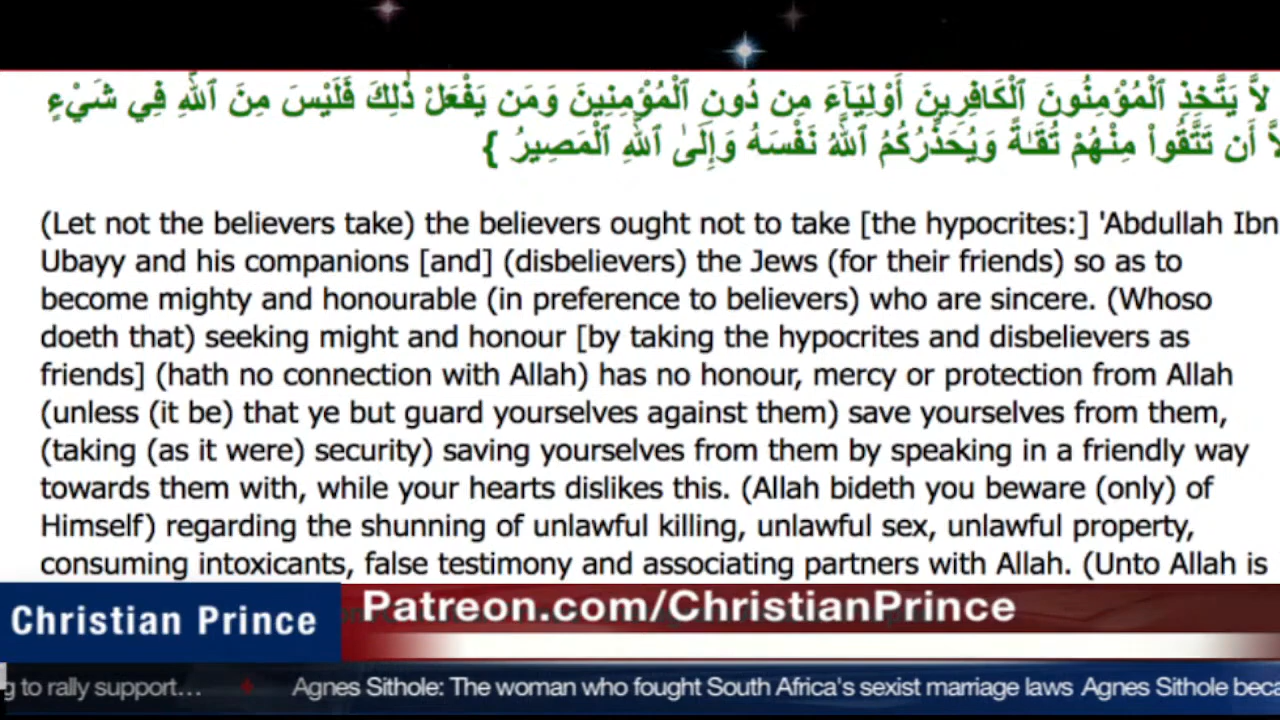 لاَّ يَتَّخِذِ ٱلْمُؤْمِنُونَ ٱلْكَافِرِينَ أَوْلِيَآءَ مِن دُونِ ٱلْمُؤْمِنِينَ وَمَن يَفْعَلْ ذٰلِكَ فَلَيْسَ مِنَ ٱللَّهِ فِي شَيْءٍ
أَن تَتَّقُواْ مِنْهُمْ تُقَـٰةً وَيُحَذِّرُكُمُ ٱللَّهُ نَفْسَهُ وَإِلَىٰ ٱللَّهِ ٱلْمَصِيرُ }
(Let not the believers take) the believers ought not to take [the hypocrites:] 'Abdullah Ibn
Ubayy and his companions [and] (disbelievers) the Jews (for their friends) so as to
become mighty and honourable (in preference to believers) who are sincere. (Whoso
doeth that) seeking might and honour [by taking the hypocrites and disbelievers as
friends] (hath no connection with Allah) has no honour, mercy or protection from Allah
(unless (it be) that ye but guard yourselves against them) save yourselves from them,
(taking (as it were) security) saving yourselves from them by speaking in a friendly way
towards them with, while your hearts dislikes this. (Allah bideth you beware (only) of
Himself) regarding the shunning of unlawful killing, unlawful sex, unlawful property,
consuming intoxicants, false testimony and associating partners with Allah. (Unto Allah is
Christian Prince
Patreon.com/ChristianPrince
g to rally support… Agnes Sithole: The woman who fought South Africa's sexist marriage laws Agnes Sithole beca